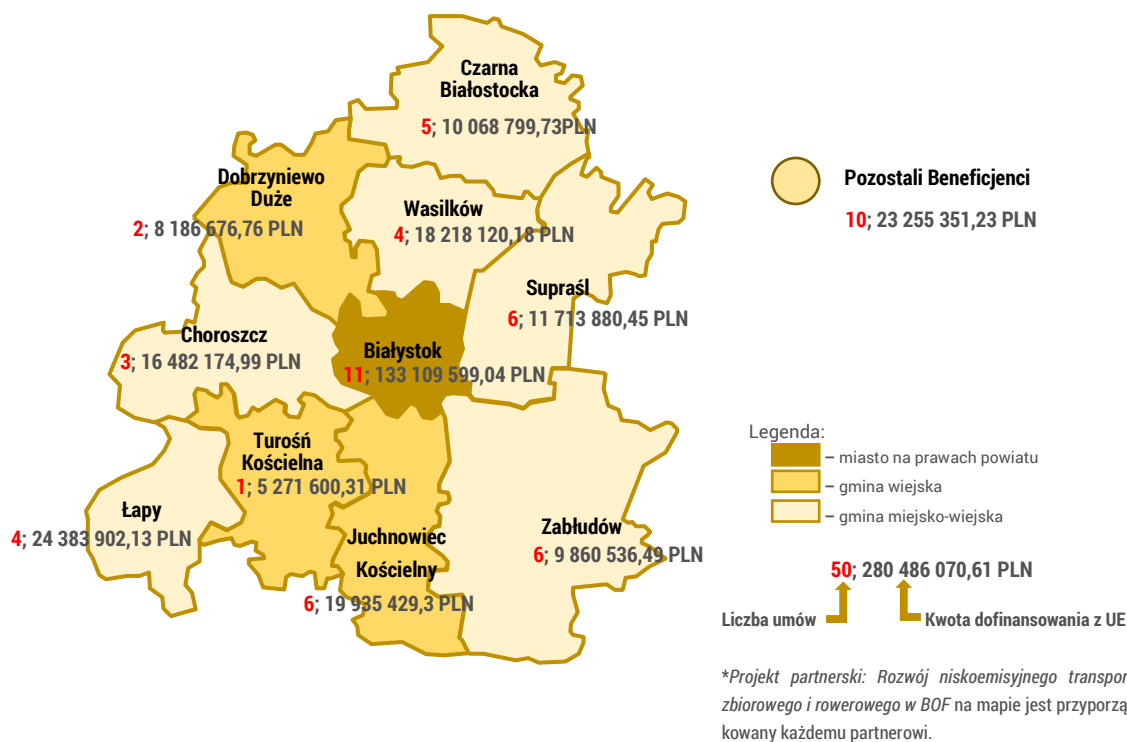 Czarna
Białostocka
5; 10 068 799,73PLN
Dobrzyniewo
Duże
2; 8 186 676,76 PLN
Wasilków
4; 18 218 120,18 PLN
Pozostali Beneficjenci
10; 23 255 351,23 PLN
Supraśl
6; 11 713 880,45 PLN
Choroszcz
3; 16 482 174,99 PLN
Białystok
11; 133 109 599,04 PLN
Turośń
Kościelna
1; 5 271 600,31 PLN
Łapy
4; 24 383 902,13 PLN
Juchnowiec
Kościelny
6; 19 935 429,3 PLN
Zabłudów
6; 9 860 536,49 PLN
Legenda:
– miasto na prawach powiatu
– gmina wiejska
– gmina miejsko-wiejska
50; 280 486 070,61 PLN
Liczba umów
Kwota dofinansowania z UE
*Projekt partnerski: Rozwój niskoemisyjnego transpor
zbiorowego i rowerowego w BOF na mapie jest przyporzą
kowany każdemu partnerowi.